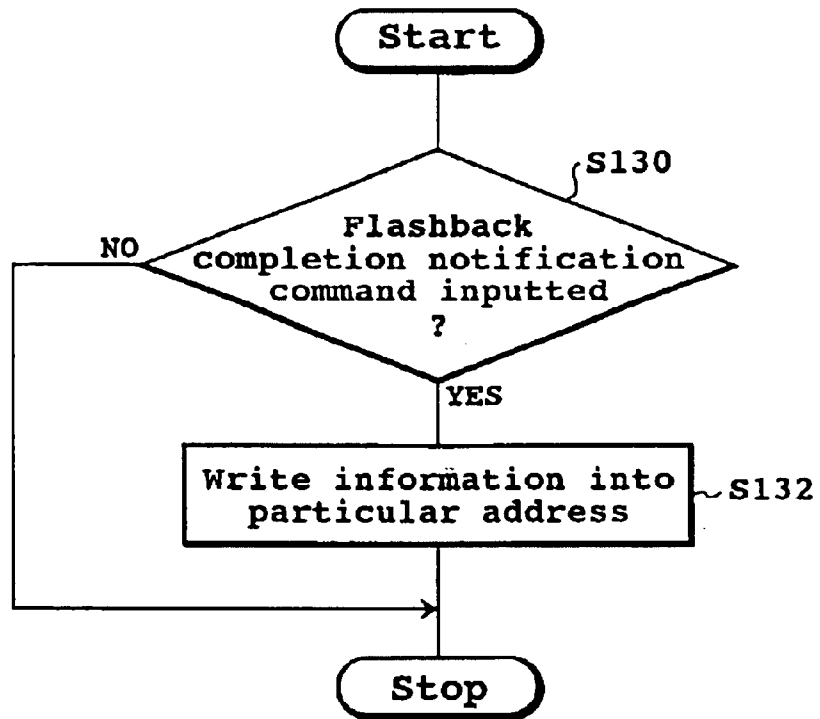 Start
S130
Flashback
completion notification
command inputted
?
NO
YES
Write information into
particular address
S132
Stop